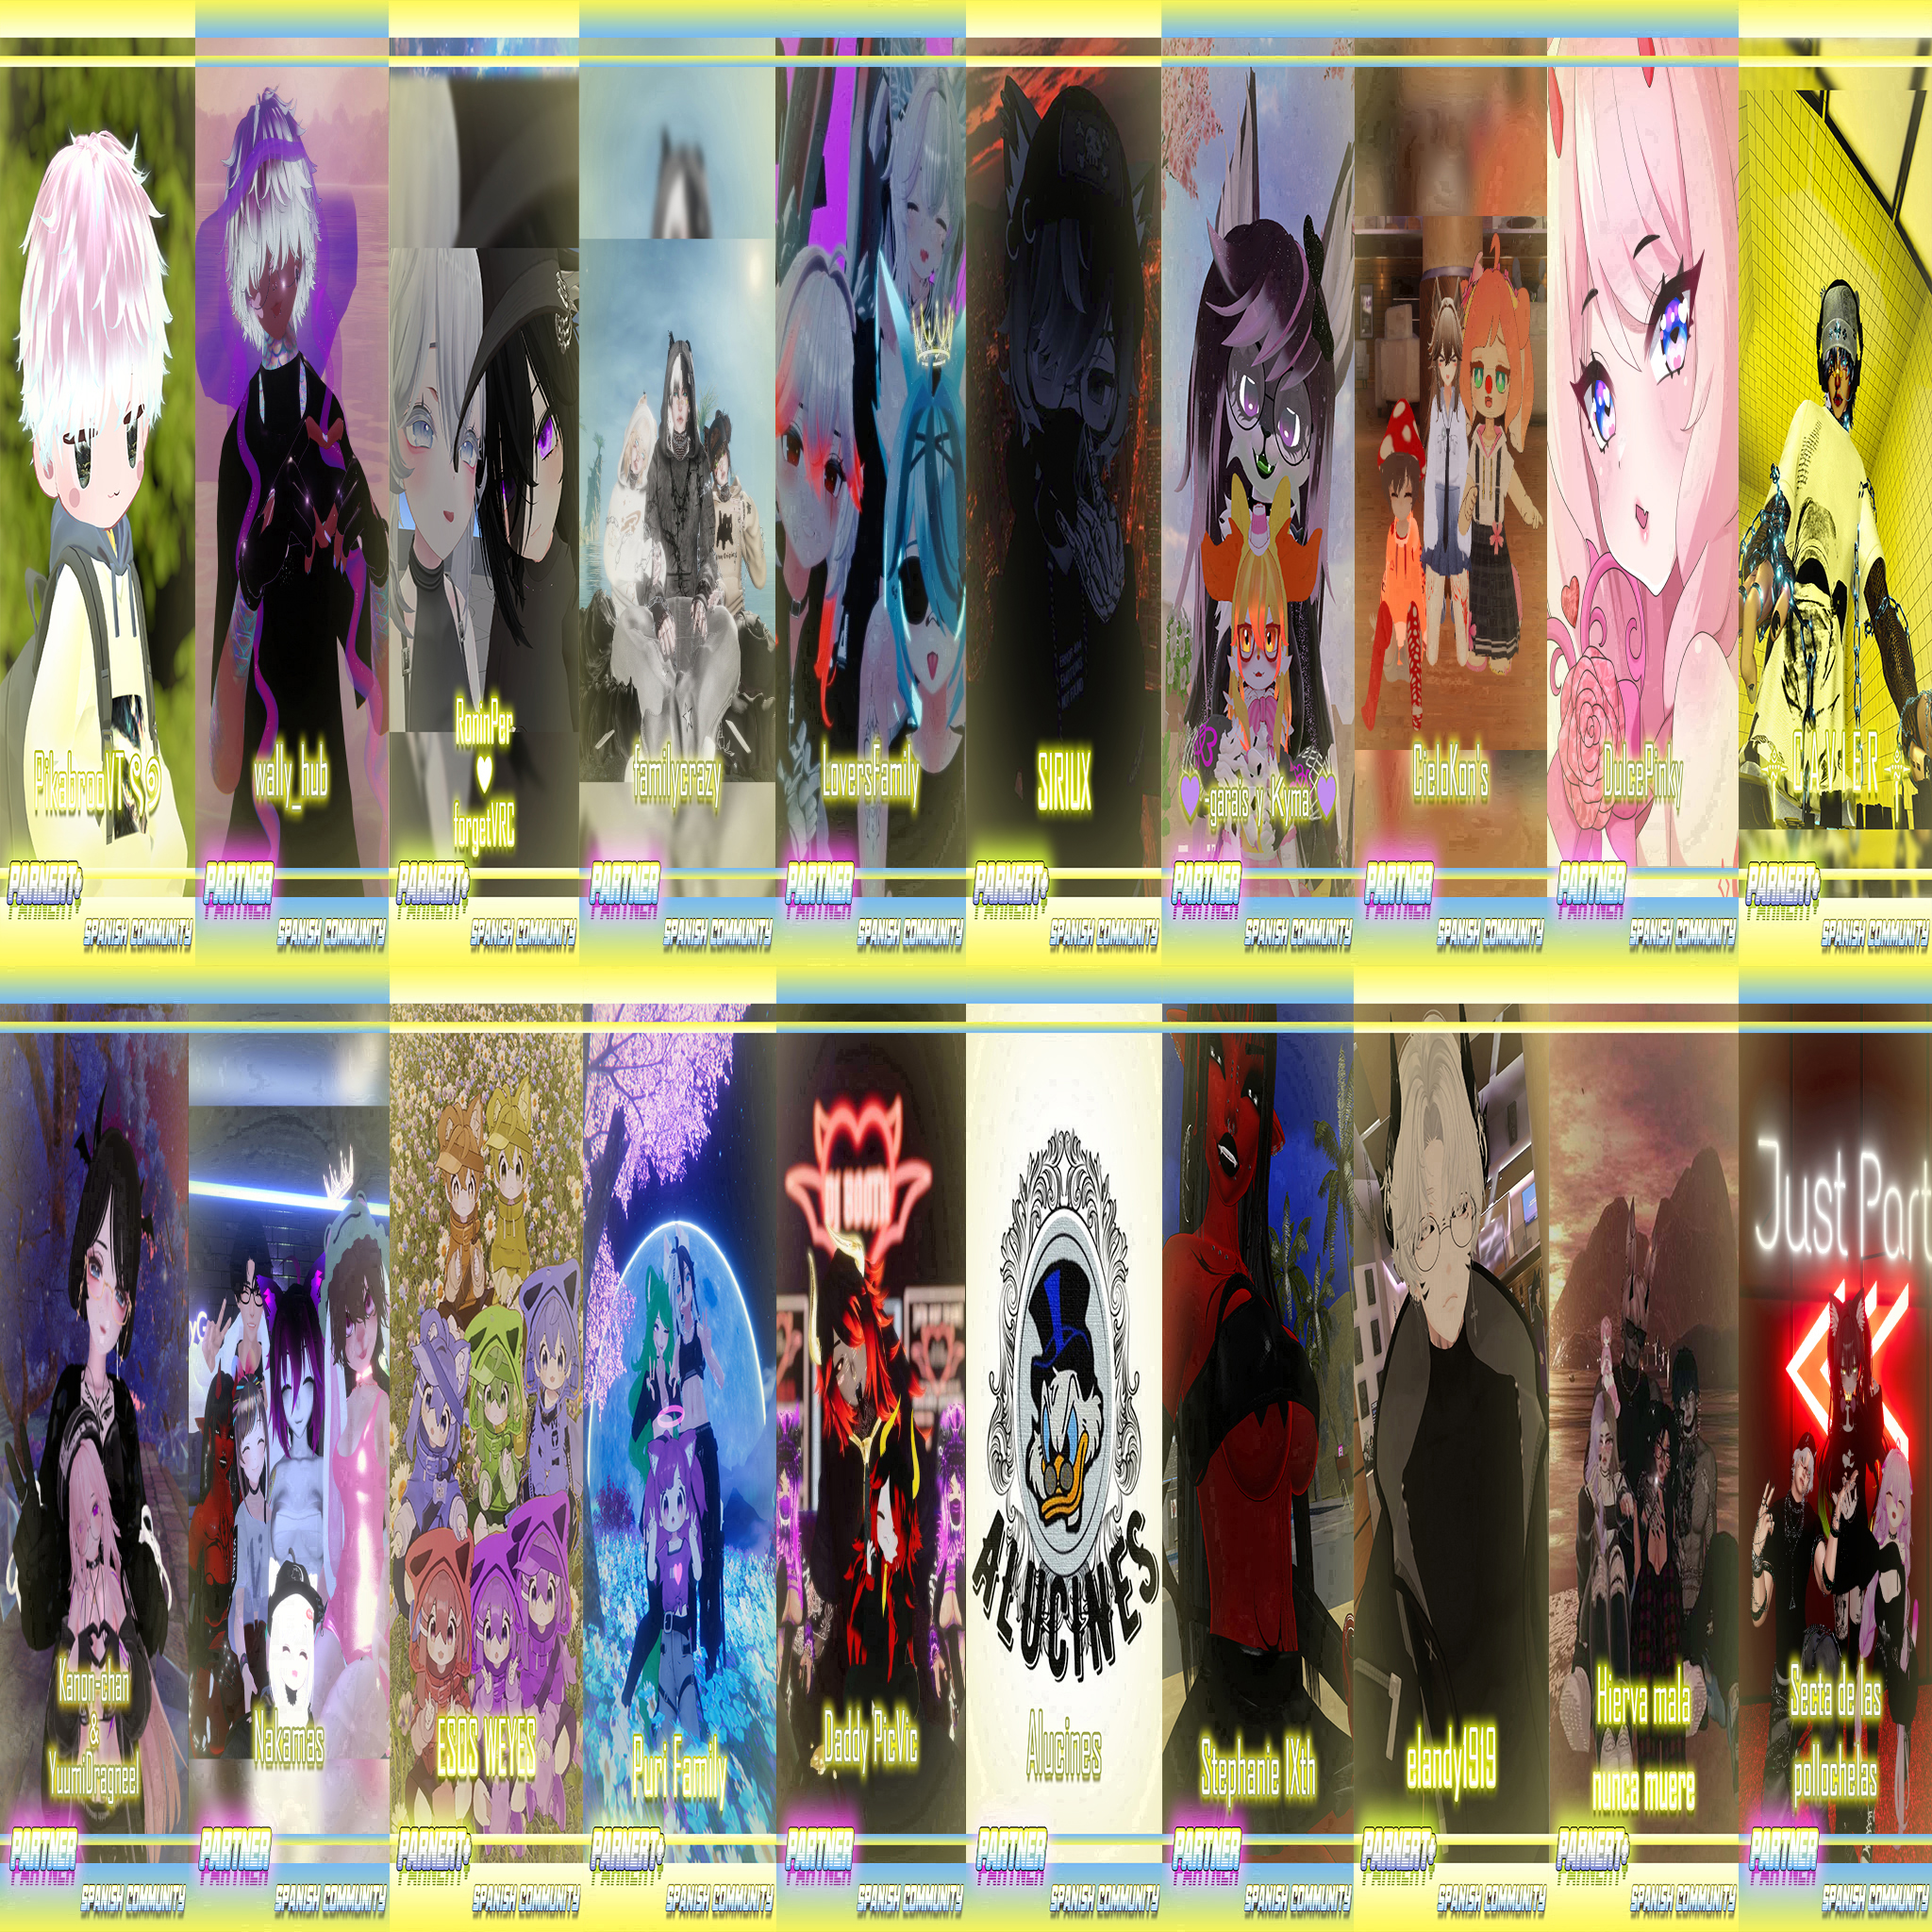 PikabrooVT
PARNERT+
SPANISH COMMUNITY
wally_hub
PARTNER
SPANISH COMMUNITY
RoninPer
forgetVRC
PARNERT+
SPANISH COMMUNITY
familycrazy
PARTNER
SPANISH COMMUNITY
LoversFamily
PARTNER
SPANISH COMMUNITY
SIRIUX
PARNERT+
SPANISH COMMUNITY
-garais y Kyma
PARTNER
SPANISH COMMUNITY
CieloKon's
PARTNER
SPANISH COMMUNITY
DulcePinky
PARTNER
SPANISH COMMUNITY
PARNERT+
SPANISH COMMUNITY
Kanon-chan
&
YuumiDragneel
PARTNER
SPANISH COMMUNITY
Nakamas
PARTNER
SPANISH COMMUNITY
ESOS WEYES
PARNERT+
SPANISH COMMUNITY
Puri Family
PARNERT+
SPANISH COMMUNITY
DJ BOOTH
Daddy PicVic
PARTNER
SPANISH COMMUNITY
ALUCINES
Alucines
PARTNER
SPANISH COMMUNITY
Stephanie IXth
PARTNER
SPANISH COMMUNITY
elandy1919
PARNERT+
SPANISH COMMUNITY
Hierva mala
nunca muere
PARNERT+
SPANISH COMMUNITY
Just Part
Secta de las
pollochelas
PARTNER
SPANISH COMMUNITY